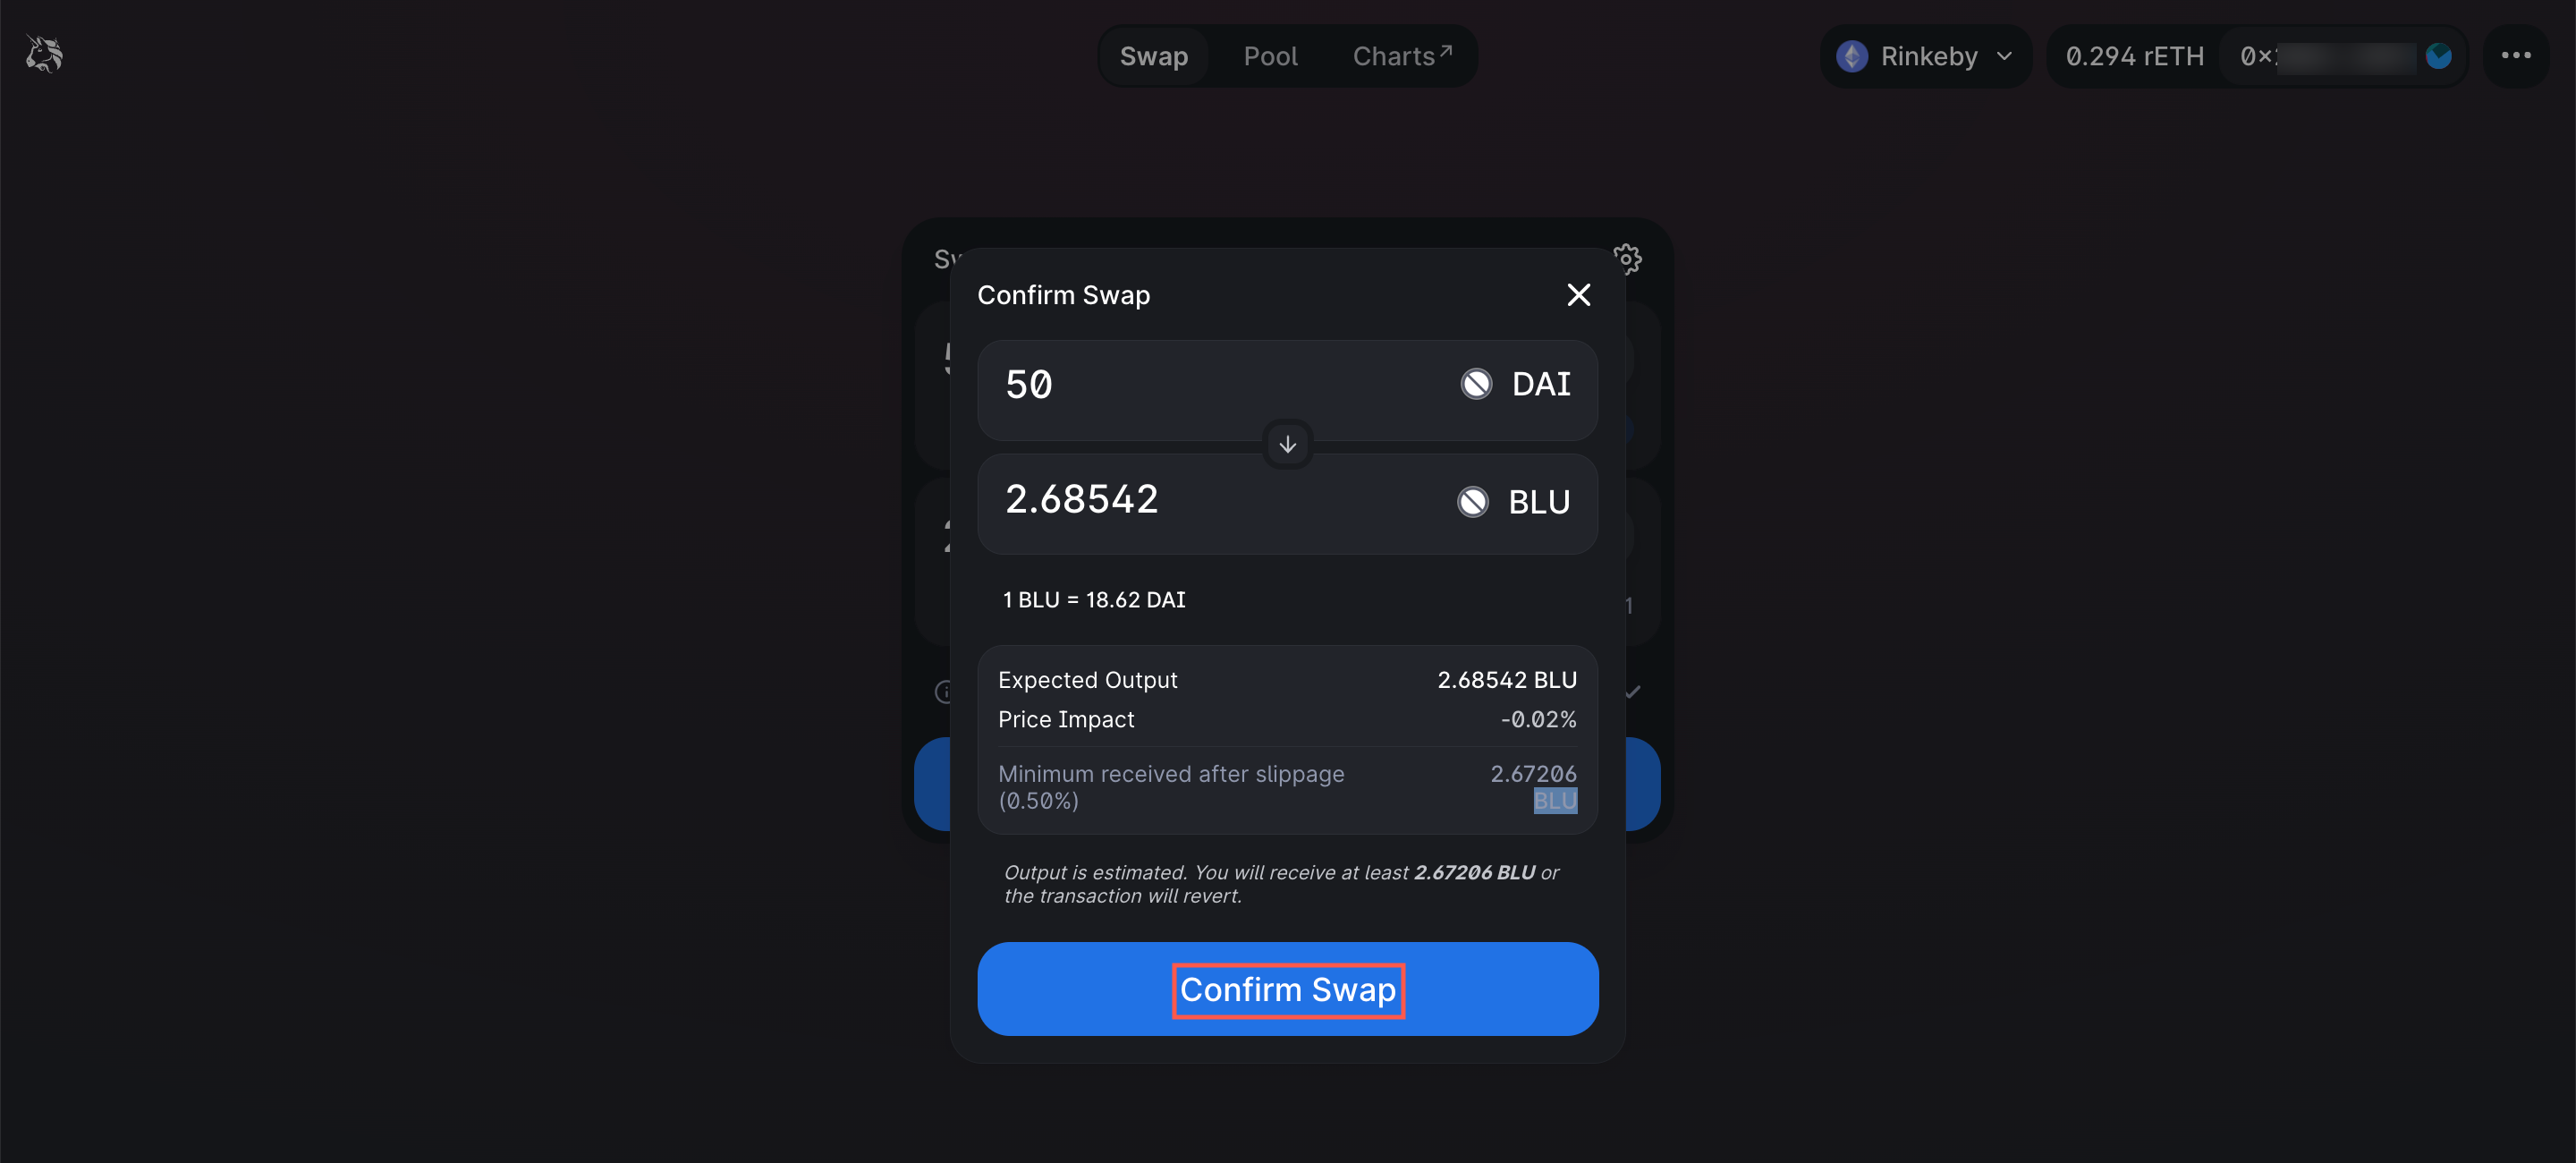 Swap Pool Charts↗
Rinkeby 0.294 rETH 0x
Confirm Swap
50 DAI
2.68542 BLU
1 BLU = 18.62 DAI
1
Expected Output 2.68542 BLU
Price Impact -0.02%
Minimum received after slippage 2.67206
(0.50%) BLU
Output is estimated. You will receive at least 2.67206 BLU or
the transaction will revert.
Confirm Swap